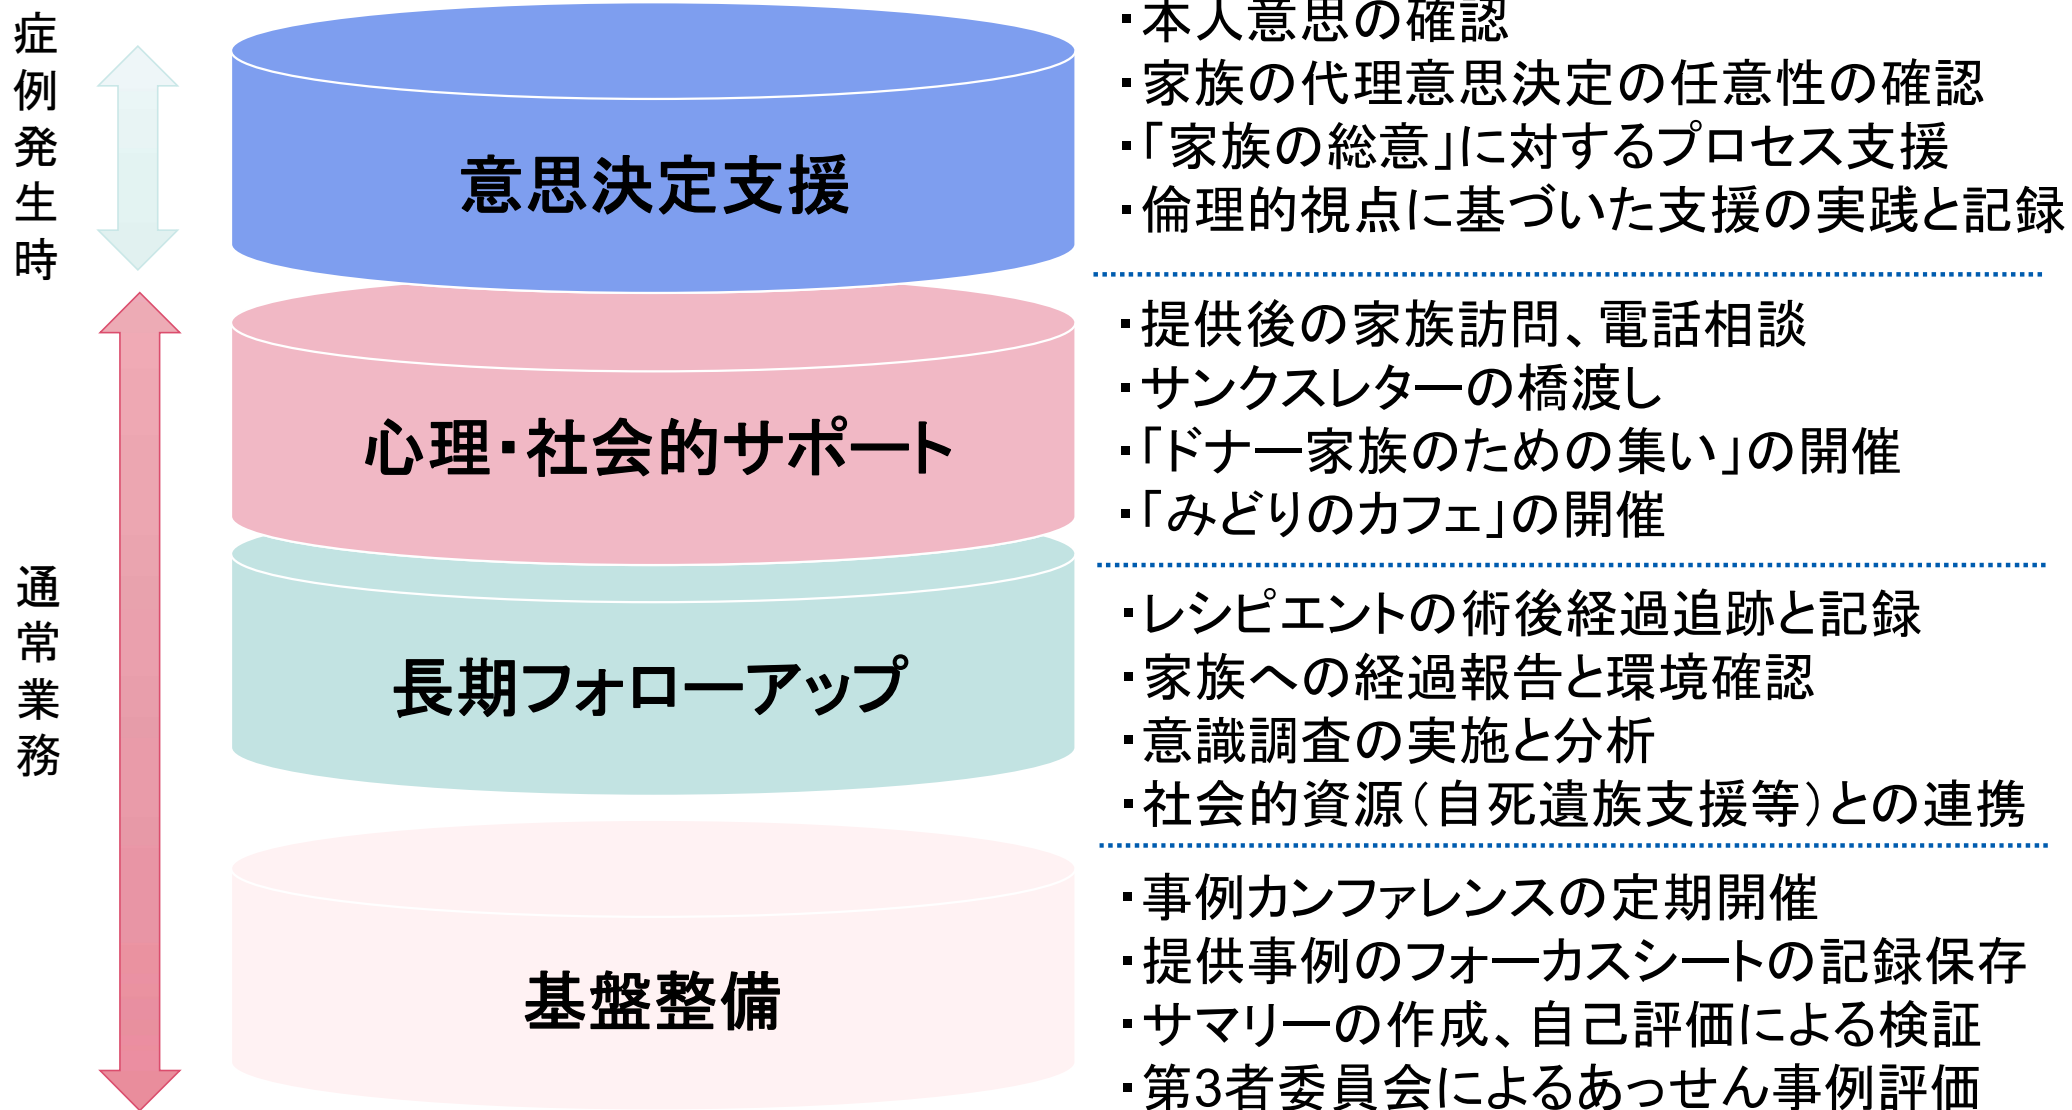 症例発生時
意思決定支援
・本人意思の確認
・家族の代理意思決定の任意性の確認
・「家族の総意」に対するプロセス支援
・倫理的視点に基づいた支援の実践と記録
通常業務
心理・社会的サポート
・提供後の家族訪問、電話相談
・サンクスレターの橋渡し
・「ドナー家族のための集い」の開催
・「みどりのカフェ」の開催
長期フォローアップ
・レシピエントの術後経過追跡と記録
・家族への経過報告と環境確認
・意識調査の実施と分析
・社会的資源（自死遺族支援等）との連携
基盤整備
・事例カンファレンスの定期開催
・提供事例のフォーカスシートの記録保存
・サマリーの作成、自己評価による検証
・第3者委員会によるあっせん事例評価